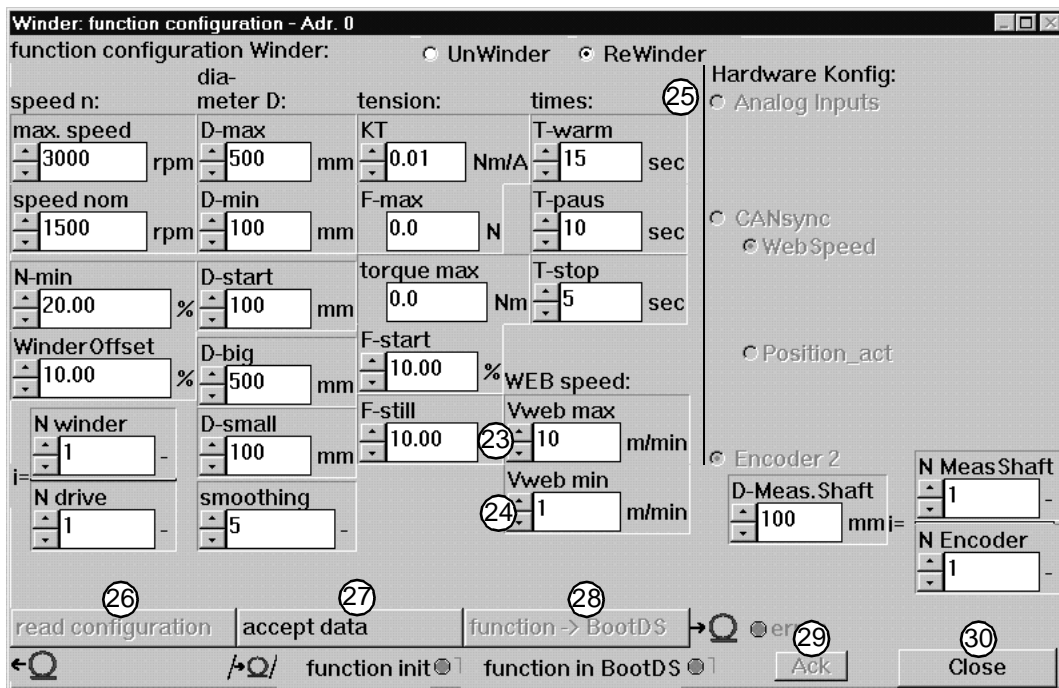 Winder: function configuration - Adr. 0
function configuration Winder: UnWinder ReWinder
speed n: dia- meter D: tension: times: 25 Hardware Konfig:
Analog Inputs
max. speed D-max KT T-warm
3000 rpm 500 mm 0.01 Nm/A 15 sec
speed nom D-min F-max T-paus CANsync
1500 rpm 100 mm 0.0 N 10 sec WebSpeed
N-min D-start torque max T-stop
20.00 % 100 mm 0.0 Nm 5 sec
WinderOffset D-big F-start Position_act
10.00 % 500 mm 10.00 % WEB speed:
N winder D-small F-still Vweb max Encoder 2 N MeasShaft
1 - 100 mm 10.00 23 10 m/min 1 -
i= N drive smoothing Vweb min D-Meas.Shaft i= N Encoder
1 - 5 - 24 1 m/min 100 mm 1 -
26 27 28
read configuration accept data function -> BootDS err
29 30
function init 7 function in BootDS 7 Ack Close